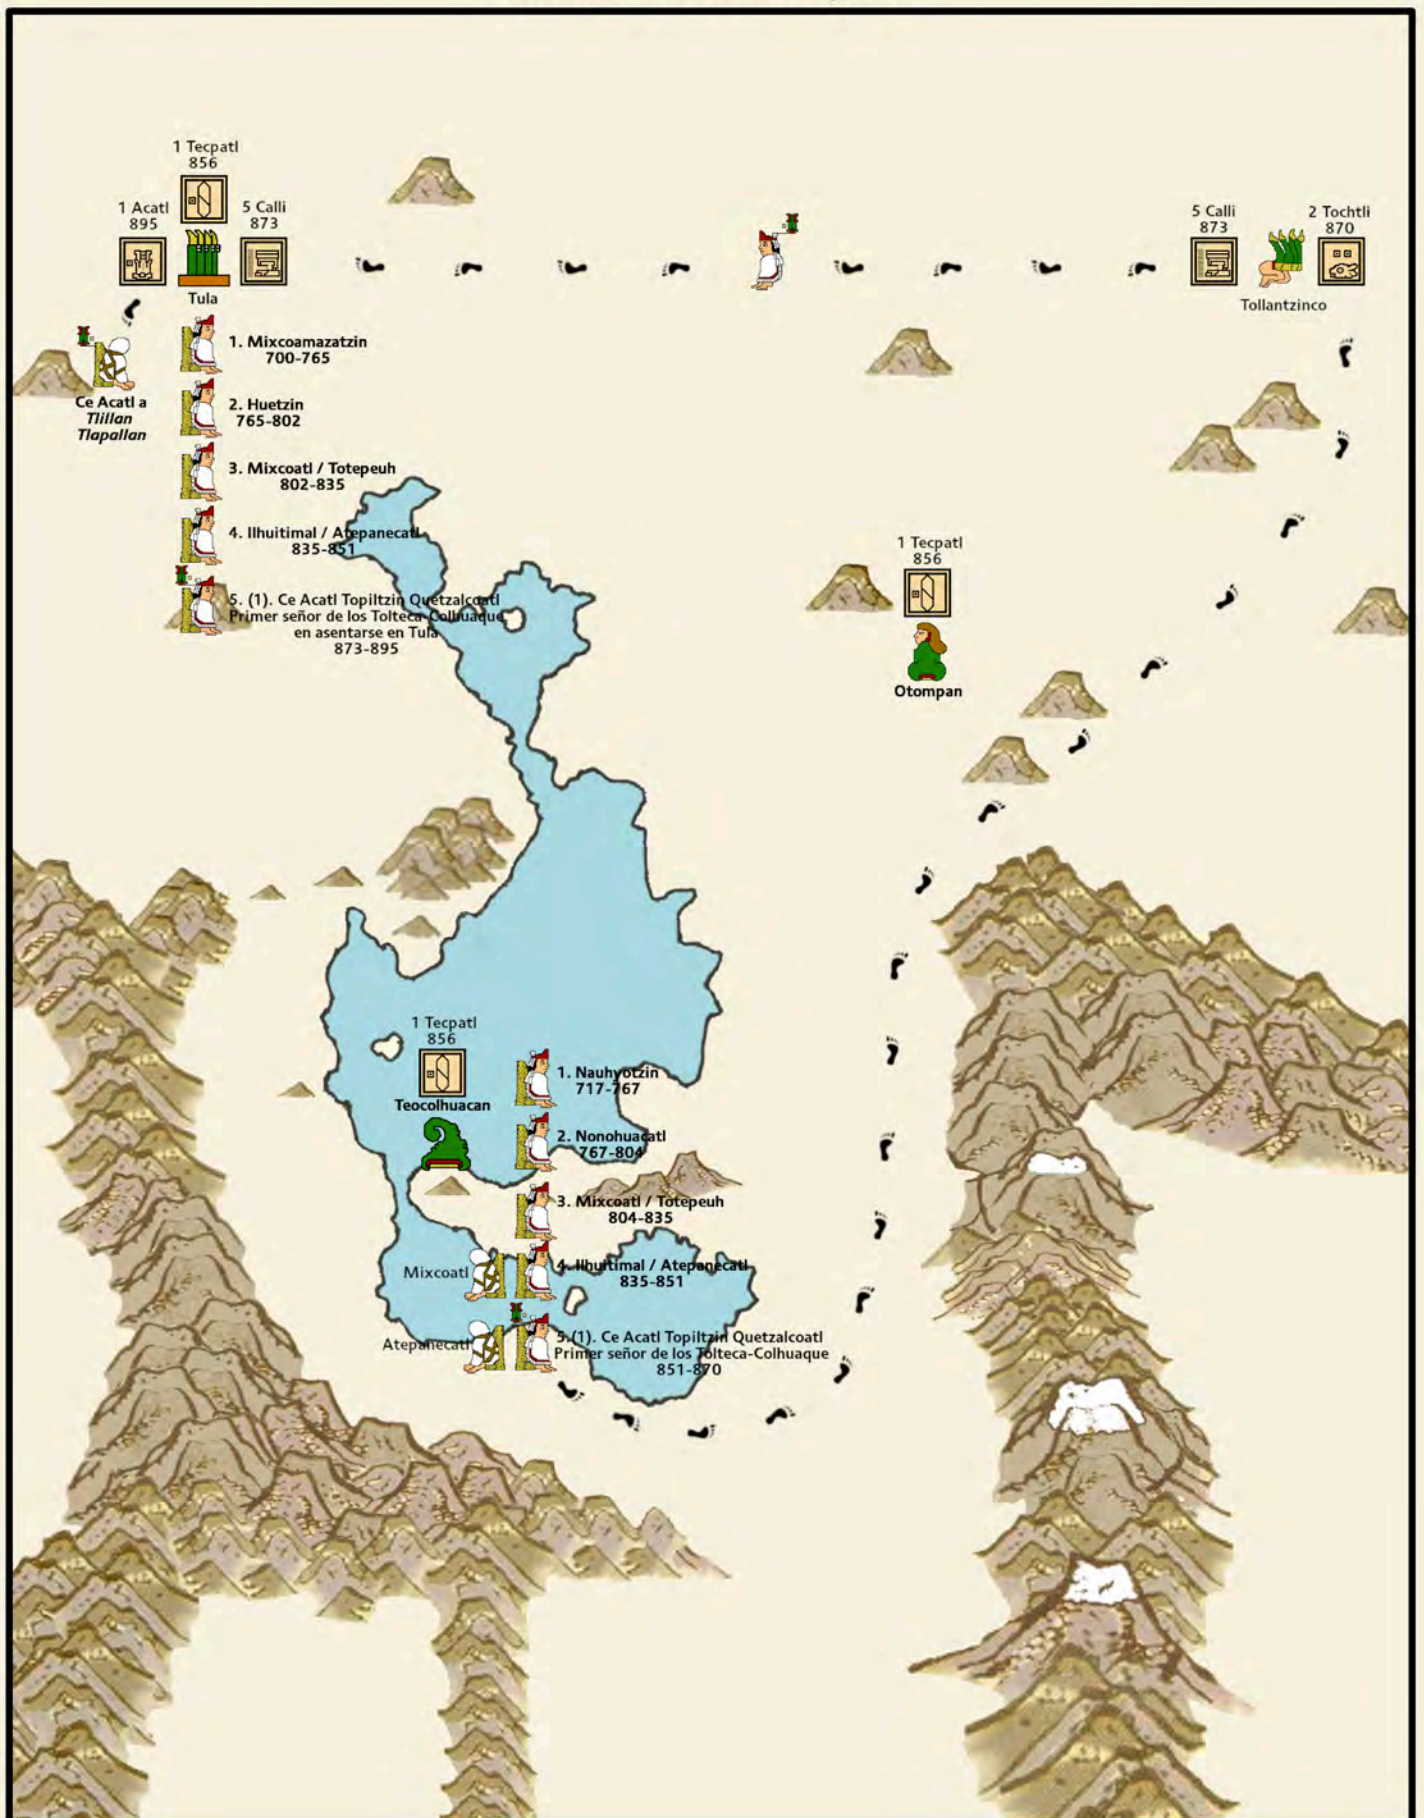 1 Tecpatl
856
1 Acatl
895
5 Calli
873
Tula
1. Mixcoamazatzin
700-765
2. Huetzin
765-802
3. Mixcoatl / Totepeuh
802-835
4. Ilhuitimal / Atepanecatl
835-851
5. (1). Ce Acatl Topiltzin Quetzalcoatl
Primer señor de los Tolteca-Colhuaque
en asentarse en Tula
873-895
Ce Acatl a
Tlillan
Tlapallan
5 Calli
873
2 Tochtli
870
Tollantzinco
1 Tecpatl
856
Otompan
1 Tecpatl
856
Teocolhuacan
1. Nauhyotzin
717-767
2. Nonohuacatl
767-804
3. Mixcoatl / Totepeuh
804-835
Mixcoatl
4. Ilhuitimal / Atepanecatl
835-851
Atepanecatl
5.(1). Ce Acatl Topiltzin Quetzalcoatl
Primer señor de los Tolteca-Colhuaque
851-870